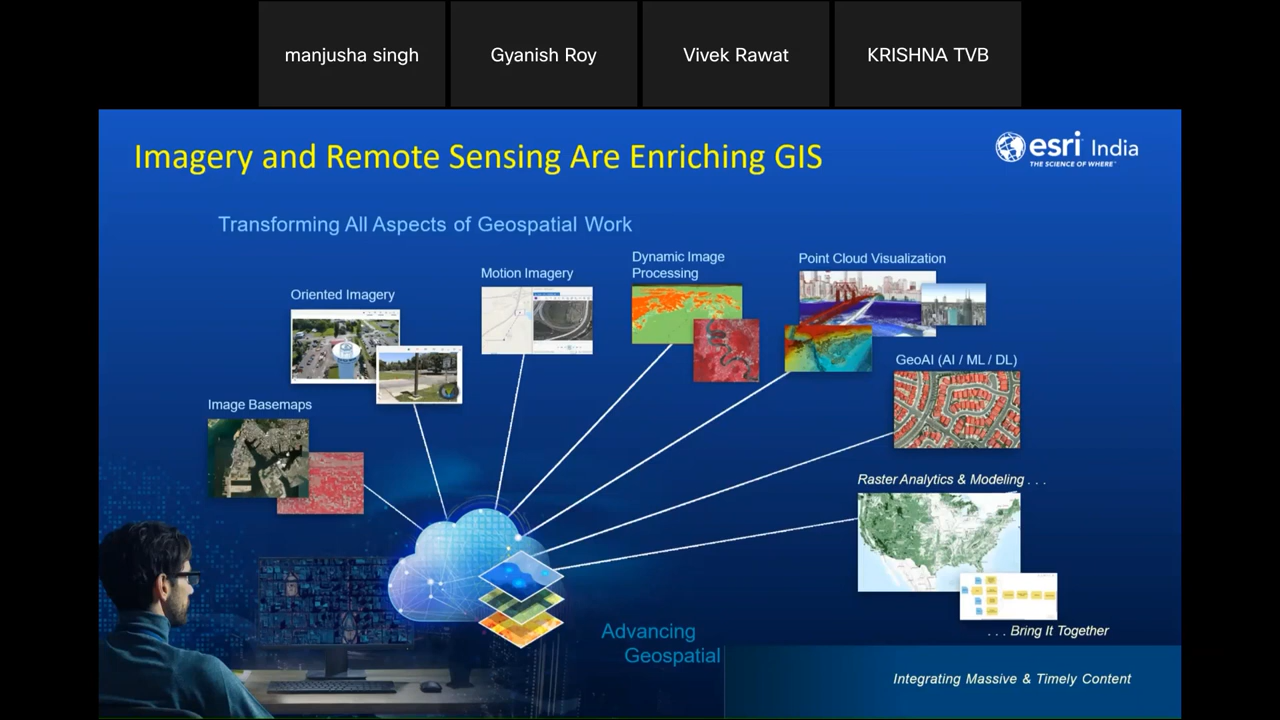 manjusha singh
Gyanish Roy
Vivek Rawat
KRISHNA TVB
Imagery and Remote Sensing Are Enriching GIS
esri India
THE SCIENCE OF WHERE™
Transforming All Aspects of Geospatial Work
Dynamic Image
Processing
Point Cloud Visualization
Motion Imagery
Oriented Imagery
GeoAI (AI / ML / DL)
Image Basemaps
Raster Analytics & Modeling . . .
. . . Bring It Together
Advancing
Geospatial
Integrating Massive & Timely Content